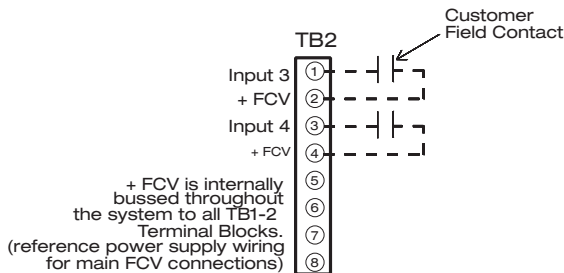 Customer
Field Contact
TB2
Input 3
1
+ FCV
2
Input 4
3
+ FCV
4
5
6
7
8
+ FCV is internally
bussed throughout
the system to all TB1-2
Terminal Blocks.
(reference power supply wiring
for main FCV connections)